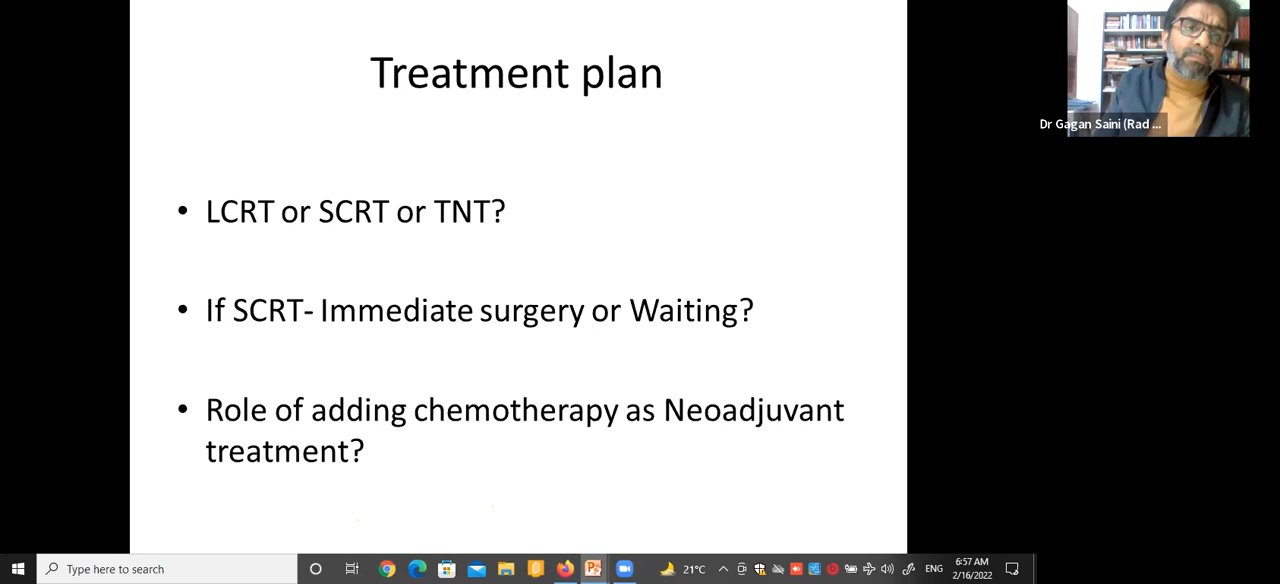 Treatment plan
• LCRT or SCRT or TNT?
• If SCRT- Immediate surgery or Waiting?
• Role of adding chemotherapy as Neoadjuvant
treatment?
Dr Gagan Saini (Rad ...
Type here to search
21°C
ENG
6:57 AM
2/16/2022